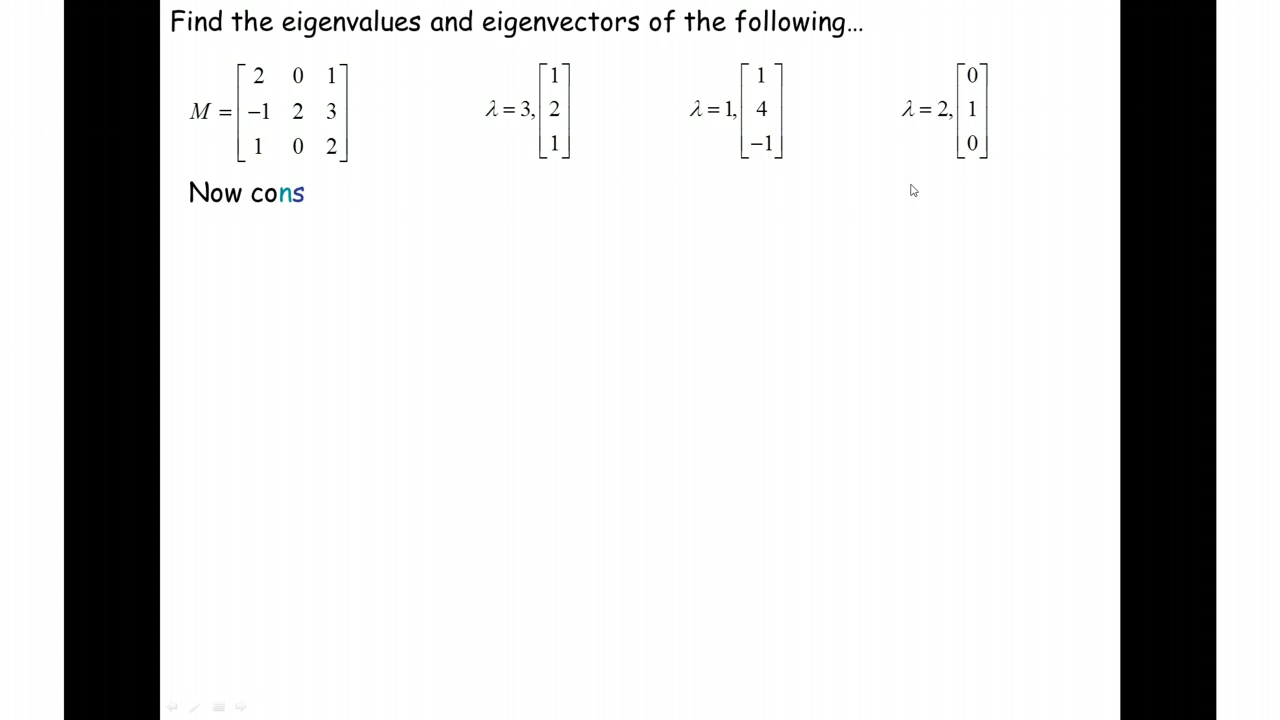 Find the eigenvalues and eigenvectors of the following...
M = [2 0 1; −1 2 3; 1 0 2] λ = 3, [1; 2; 1] λ = 1, [1; 4; −1] λ = 2, [0; 1; 0]
Now cons